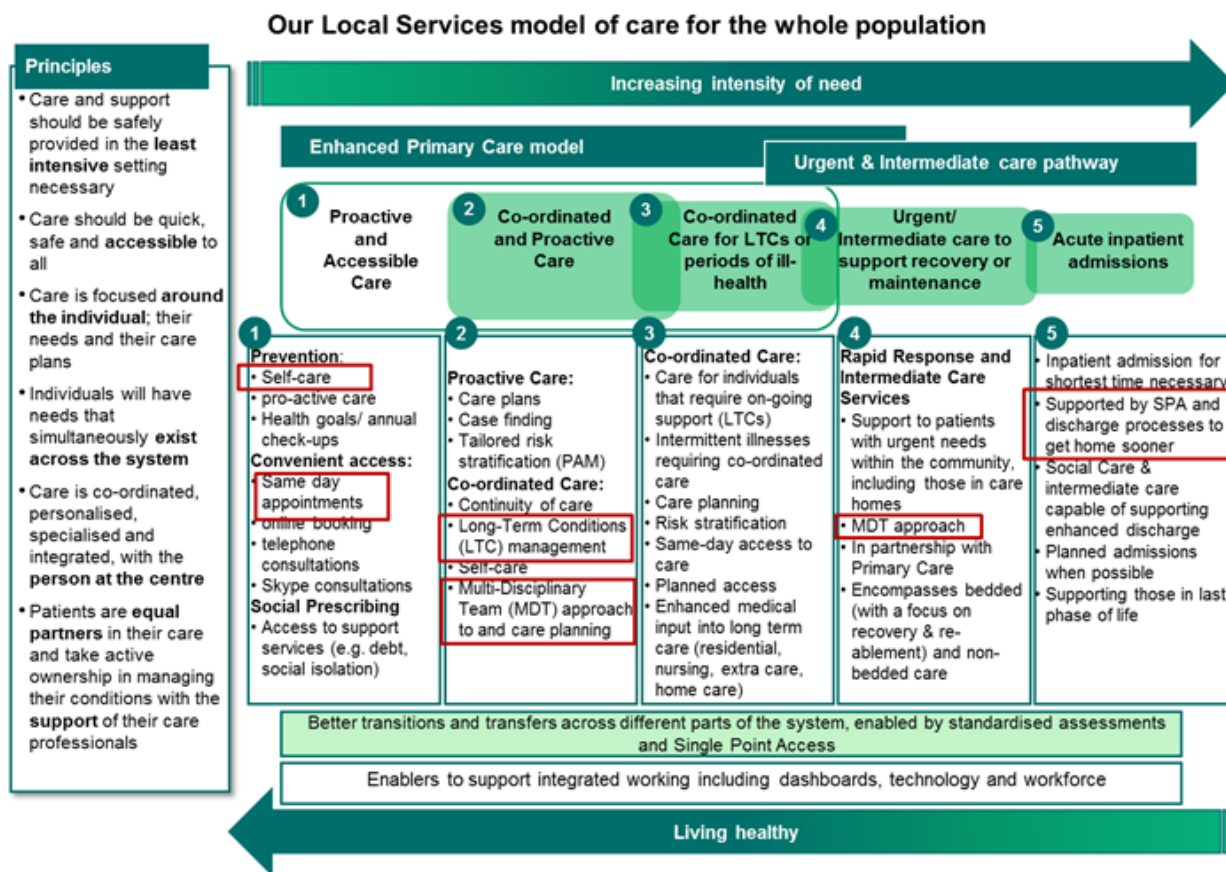 Our Local Services model of care for the whole population
Principles
• Care and support
should be safely
provided in the least
intensive setting
necessary
• Care should be quick,
safe and accessible to
all
• Care is focused around
the individual; their
needs and their care
plans
• Individuals will have
needs that
simultaneously exist
across the system
• Care is co-ordinated,
personalised,
specialised and
integrated, with the
person at the centre
• Patients are equal
partners in their care
and take active
ownership in managing
their conditions with the
support of their care
professionals
Increasing intensity of need
Enhanced Primary Care model
Urgent & Intermediate care pathway
1
Proactive
and
Accessible
Care
2
Co-ordinated
and Proactive
Care
3
Co-ordinated
Care for LTCs or
periods of ill-
health
4
Urgent/
Intermediate care to
support recovery or
maintenance
5
Acute inpatient
admissions
1
Prevention:
• Self-care
• pro-active care
• Health goals/ annual
check-ups
Convenient access:
• Same day
appointments
• online booking
• telephone
consultations
• Skype consultations
Social Prescribing
• Access to support
services (e.g. debt,
social isolation)
2
Proactive Care:
• Care plans
• Case finding
• Tailored risk
stratification (PAM)
Co-ordinated Care:
• Continuity of care
• Long-Term Conditions
(LTC) management
• Self-care
• Multi-Disciplinary
Team (MDT) approach
to and care planning
3
Co-ordinated Care:
• Care for individuals
that require on-going
support (LTCs)
• Intermittent illnesses
requiring co-ordinated
care
• Care planning
• Risk stratification
• Same-day access to
care
• Planned access
• Enhanced medical
input into long term
care (residential,
nursing, extra care,
home care)
4
Rapid Response and
Intermediate Care
Services
• Support to patients
with urgent needs
within the community,
including those in care
homes
• MDT approach
• In partnership with
Primary Care
• Encompasses bedded
(with a focus on
recovery & re-
ablement) and non-
bedded care
5
• Inpatient admission for
shortest time necessary
• Supported by SPA and
discharge processes to
get home sooner
• Social Care &
intermediate care
capable of supporting
enhanced discharge
• Planned admissions
when possible
• Supporting those in last
phase of life
Better transitions and transfers across different parts of the system, enabled by standardised assessments
and Single Point Access
Enablers to support integrated working including dashboards, technology and workforce
Living healthy